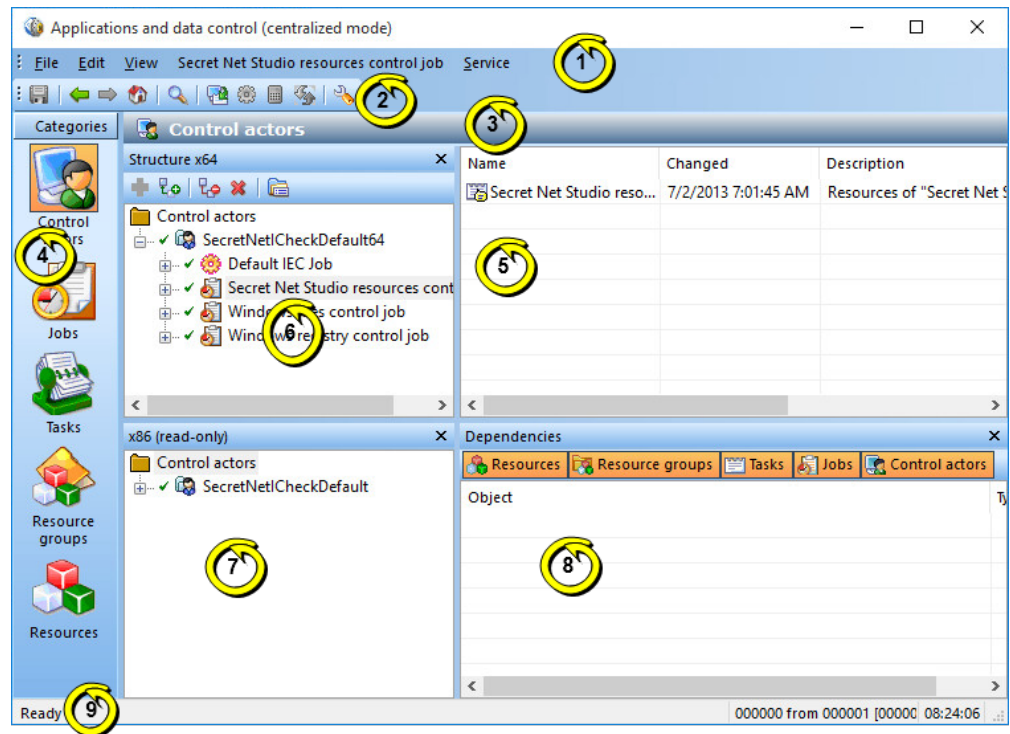 Applications and data control (centralized mode)
File Edit View Secret Net Studio resources control job Service
1
2
Categories
Control actors
3
Structure x64
Name Changed Description
Secret Net Studio reso... 7/2/2013 7:01:45 AM Resources of "Secret Net S
Control actors
SecretNetICheckDefault64
Default IEC Job
Secret Net Studio resources cont
control job
registry control job
Control
4
5
6
Jobs
Tasks
Resource
groups
Resources
x86 (read-only)
Control actors
SecretNetICheckDefault
7
Dependencies
Resources Resource groups Tasks Jobs Control actors
Object
8
Ready
9
000000 from 000001 [00000 08:24:06